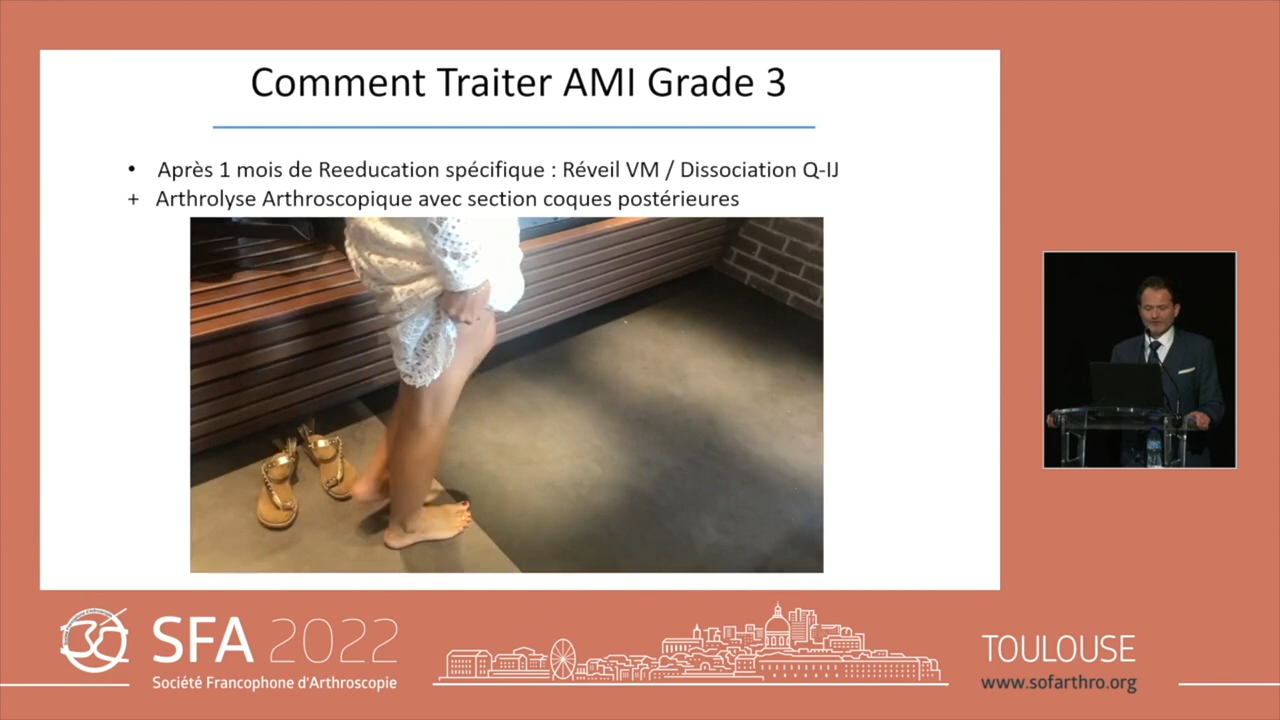 Comment Traiter AMI Grade 3
• Après 1 mois de Reeducation spécifique : Réveil VM / Dissociation Q-IJ
+ Arthrolyse Arthroscopique avec section coques postérieures
30
SFA 2022
Société Francophone d'Arthroscopie
TOULOUSE
www.sofarthro.org